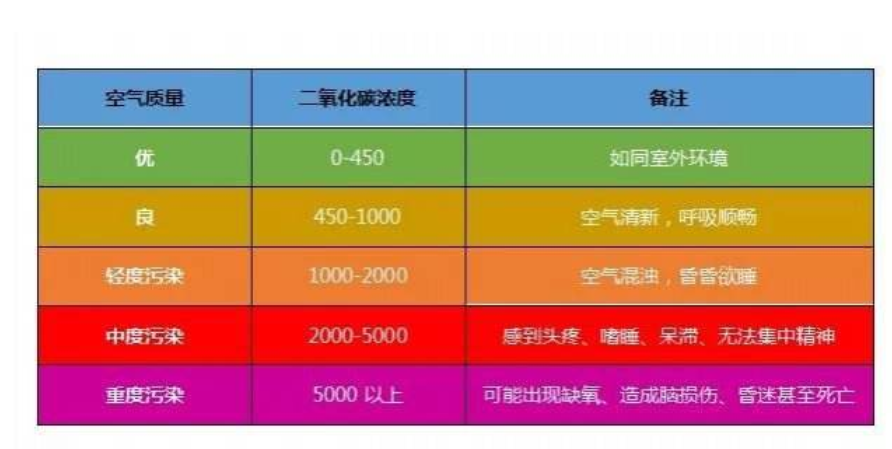 空气质量 二氧化碳浓度 备注
优 0-450 如同室外环境
良 450-1000 空气清新，呼吸顺畅
轻度污染 1000-2000 空气混浊，昏昏欲睡
中度污染 2000-5000 感到头疼、嗜睡、呆滞、无法集中精神
重度污染 5000 以上 可能出现缺氧、造成脑损伤、昏迷甚至死亡